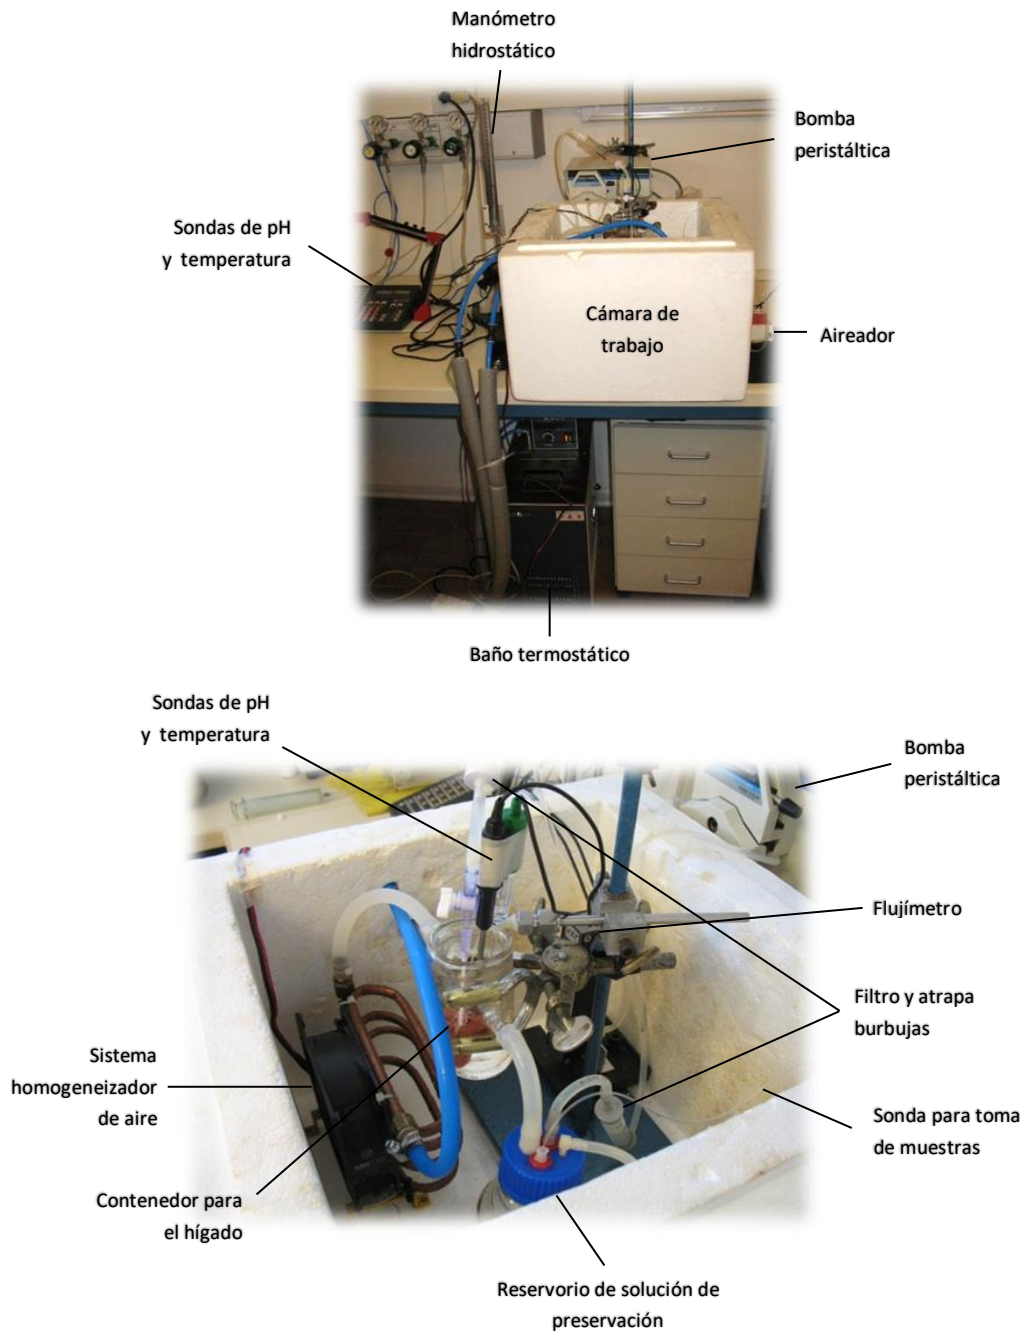 Manómetro
hidrostático
Bomba
peristáltica
Sondas de pH
y temperatura
Cámara de
trabajo
Aireador
Baño termostático
Sondas de pH
y temperatura
Bomba
peristáltica
Flujímetro
Filtro y atrapa
burbujas
Sistema
homogeneizador
de aire
Sonda para toma
de muestras
Contenedor para
el hígado
Reservorio de solución de
preservación